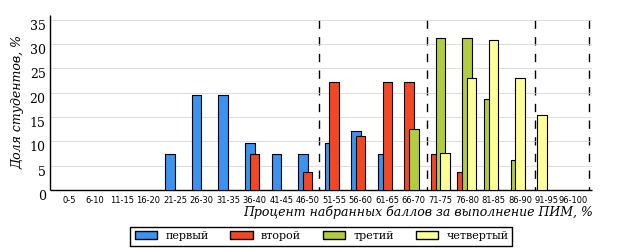 Доля студентов, %
35
30
25
20
15
10
5
0
0-5 6-10 11-15 16-20 21-25 26-30 31-35 36-40 41-45 46-50 51-55 56-60 61-65 66-70 71-75 76-80 81-85 86-90 91-95 96-100
Процент набранных баллов за выполнение ПИМ, %
первый второй третий четвертый